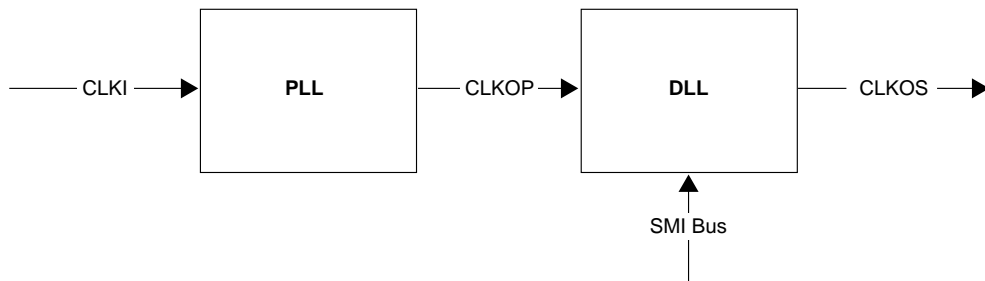 CLKI
PLL
CLKOP
DLL
CLKOS
SMI Bus